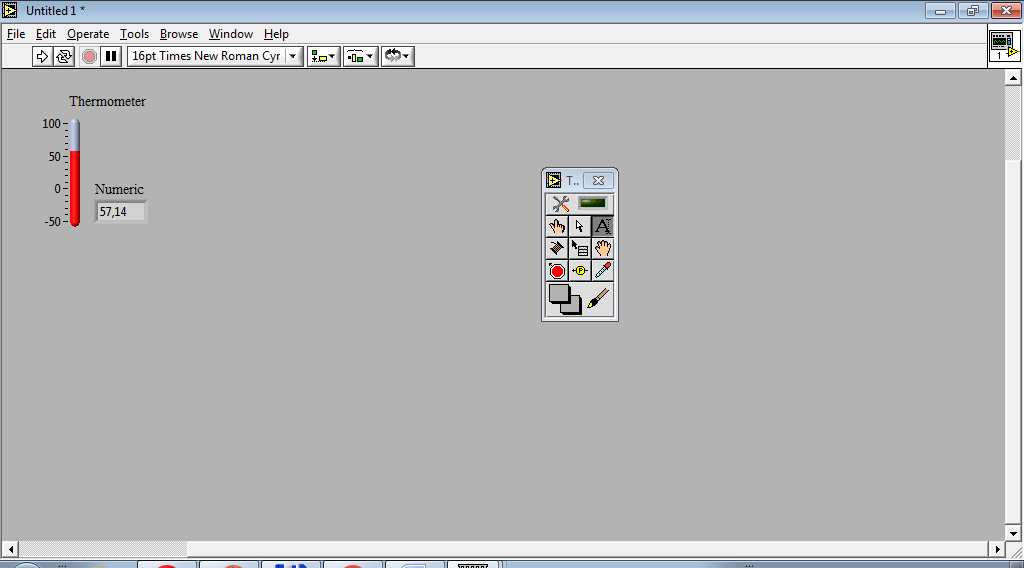 Untitled 1 *
File Edit Operate Tools Browse Window Help
16pt Times New Roman Cyr
1
Thermometer
100
50
0
-50
Numeric
57,14
T..
A
P